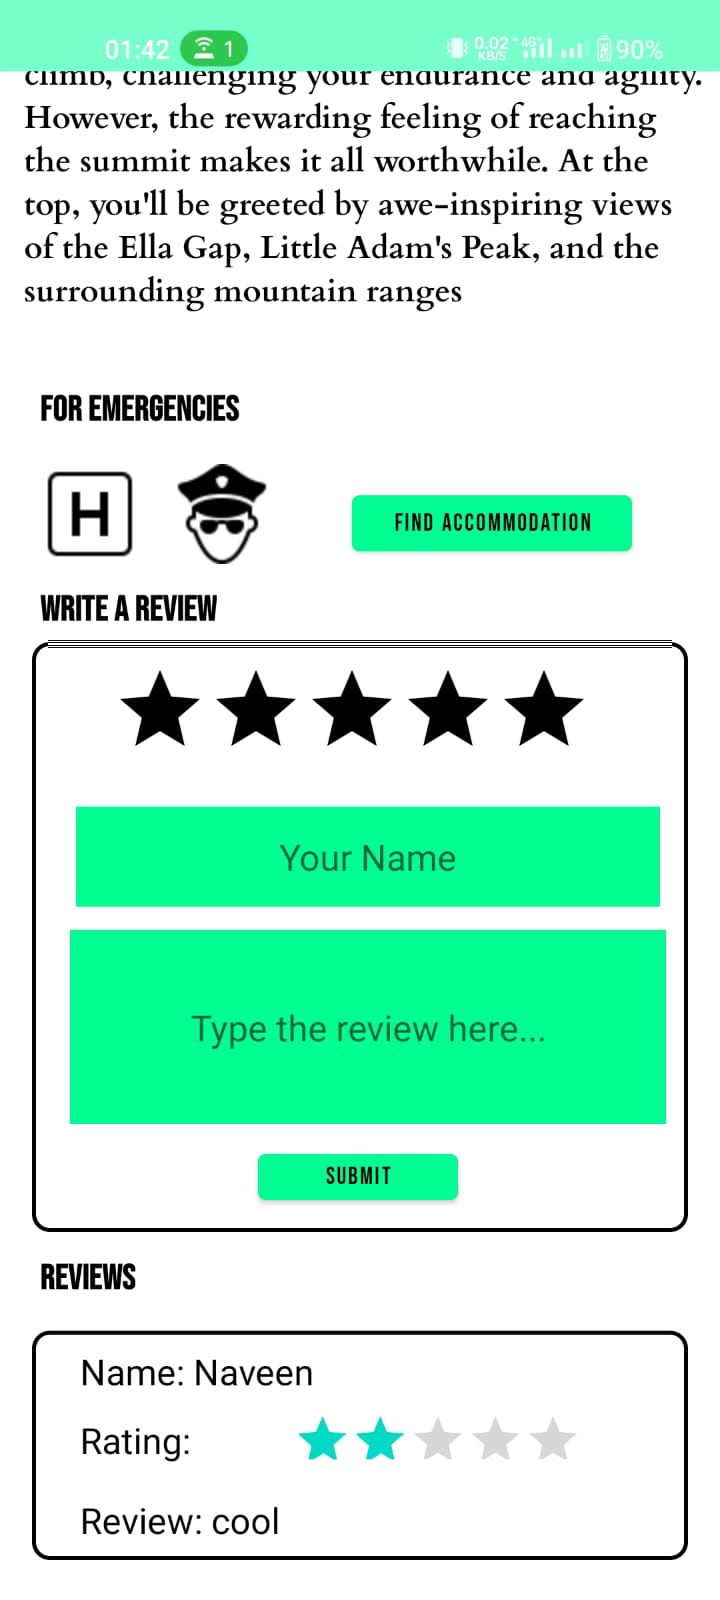 01:42 1 0.02 KB/S 4G+ 90%
climb, challenging your endurance and agility.
However, the rewarding feeling of reaching
the summit makes it all worthwhile. At the
top, you'll be greeted by awe-inspiring views
of the Ella Gap, Little Adam's Peak, and the
surrounding mountain ranges
FOR EMERGENCIES
H
FIND ACCOMMODATION
WRITE A REVIEW
Your Name
Type the review here...
SUBMIT
REVIEWS
Name: Naveen
Rating:
Review: cool